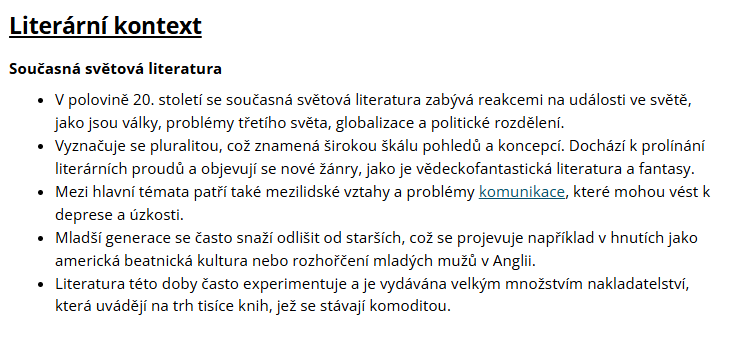 Literární kontext
Současná světová literatura
• V polovině 20. století se současná světová literatura zabývá reakcemi na události ve světě,
jako jsou války, problémy třetího světa, globalizace a politické rozdělení.
• Vyznačuje se pluralitou, což znamená širokou škálu pohledů a koncepcí. Dochází k prolínání
literárních proudů a objevují se nové žánry, jako je vědeckofantastická literatura a fantasy.
• Mezi hlavní témata patří také mezilidské vztahy a problémy komunikace, které mohou vést k
deprese a úzkosti.
• Mladší generace se často snaží odlišit od starších, což se projevuje například v hnutích jako
americká beatnická kultura nebo rozhořčení mladých mužů v Anglii.
• Literatura této doby často experimentuje a je vydávána velkým množstvím nakladatelství,
která uvádějí na trh tisíce knih, jež se stávají komoditou.